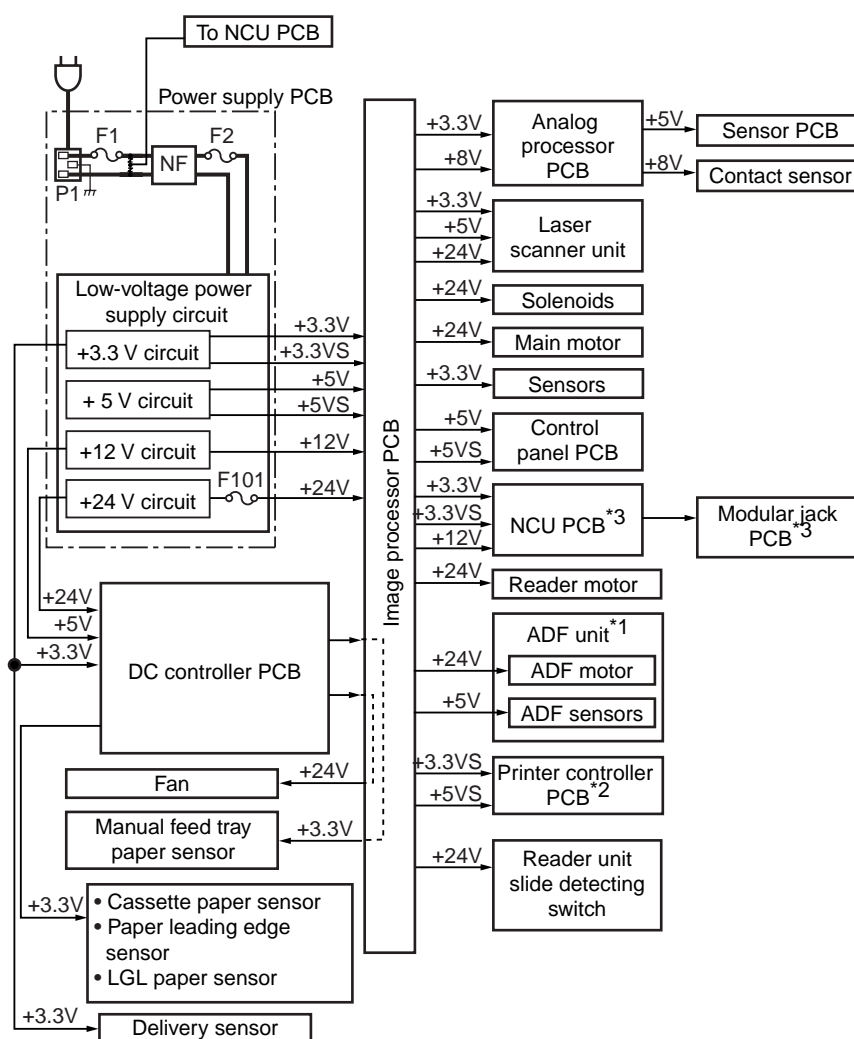 To NCU PCB
Power supply PCB
F1
F2
NF
P1
Low-voltage power
supply circuit
+3.3 V circuit
+ 5 V circuit
+12 V circuit
+24 V circuit
F101
+3.3V
+3.3VS
+5V
+5VS
+12V
+24V
Image processor PCB
+24V
+5V
+3.3V
DC controller PCB
Fan
+24V
Manual feed tray
paper sensor
+3.3V
+3.3V
• Cassette paper sensor
• Paper leading edge
sensor
• LGL paper sensor
+3.3V
Delivery sensor
+3.3V
+8V
Analog
processor
PCB
+5V
Sensor PCB
+8V
Contact sensor
+3.3V
+5V
+24V
Laser
scanner unit
+24V
Solenoids
+24V
Main motor
+3.3V
Sensors
+5V
+5VS
Control
panel PCB
+3.3V
+3.3VS
+12V
NCU PCB*3
Modular jack
PCB*3
+24V
Reader motor
ADF unit*1
+24V
ADF motor
+5V
ADF sensors
+3.3VS
+5VS
Printer controller
PCB*2
+24V
Reader unit
slide detecting
switch